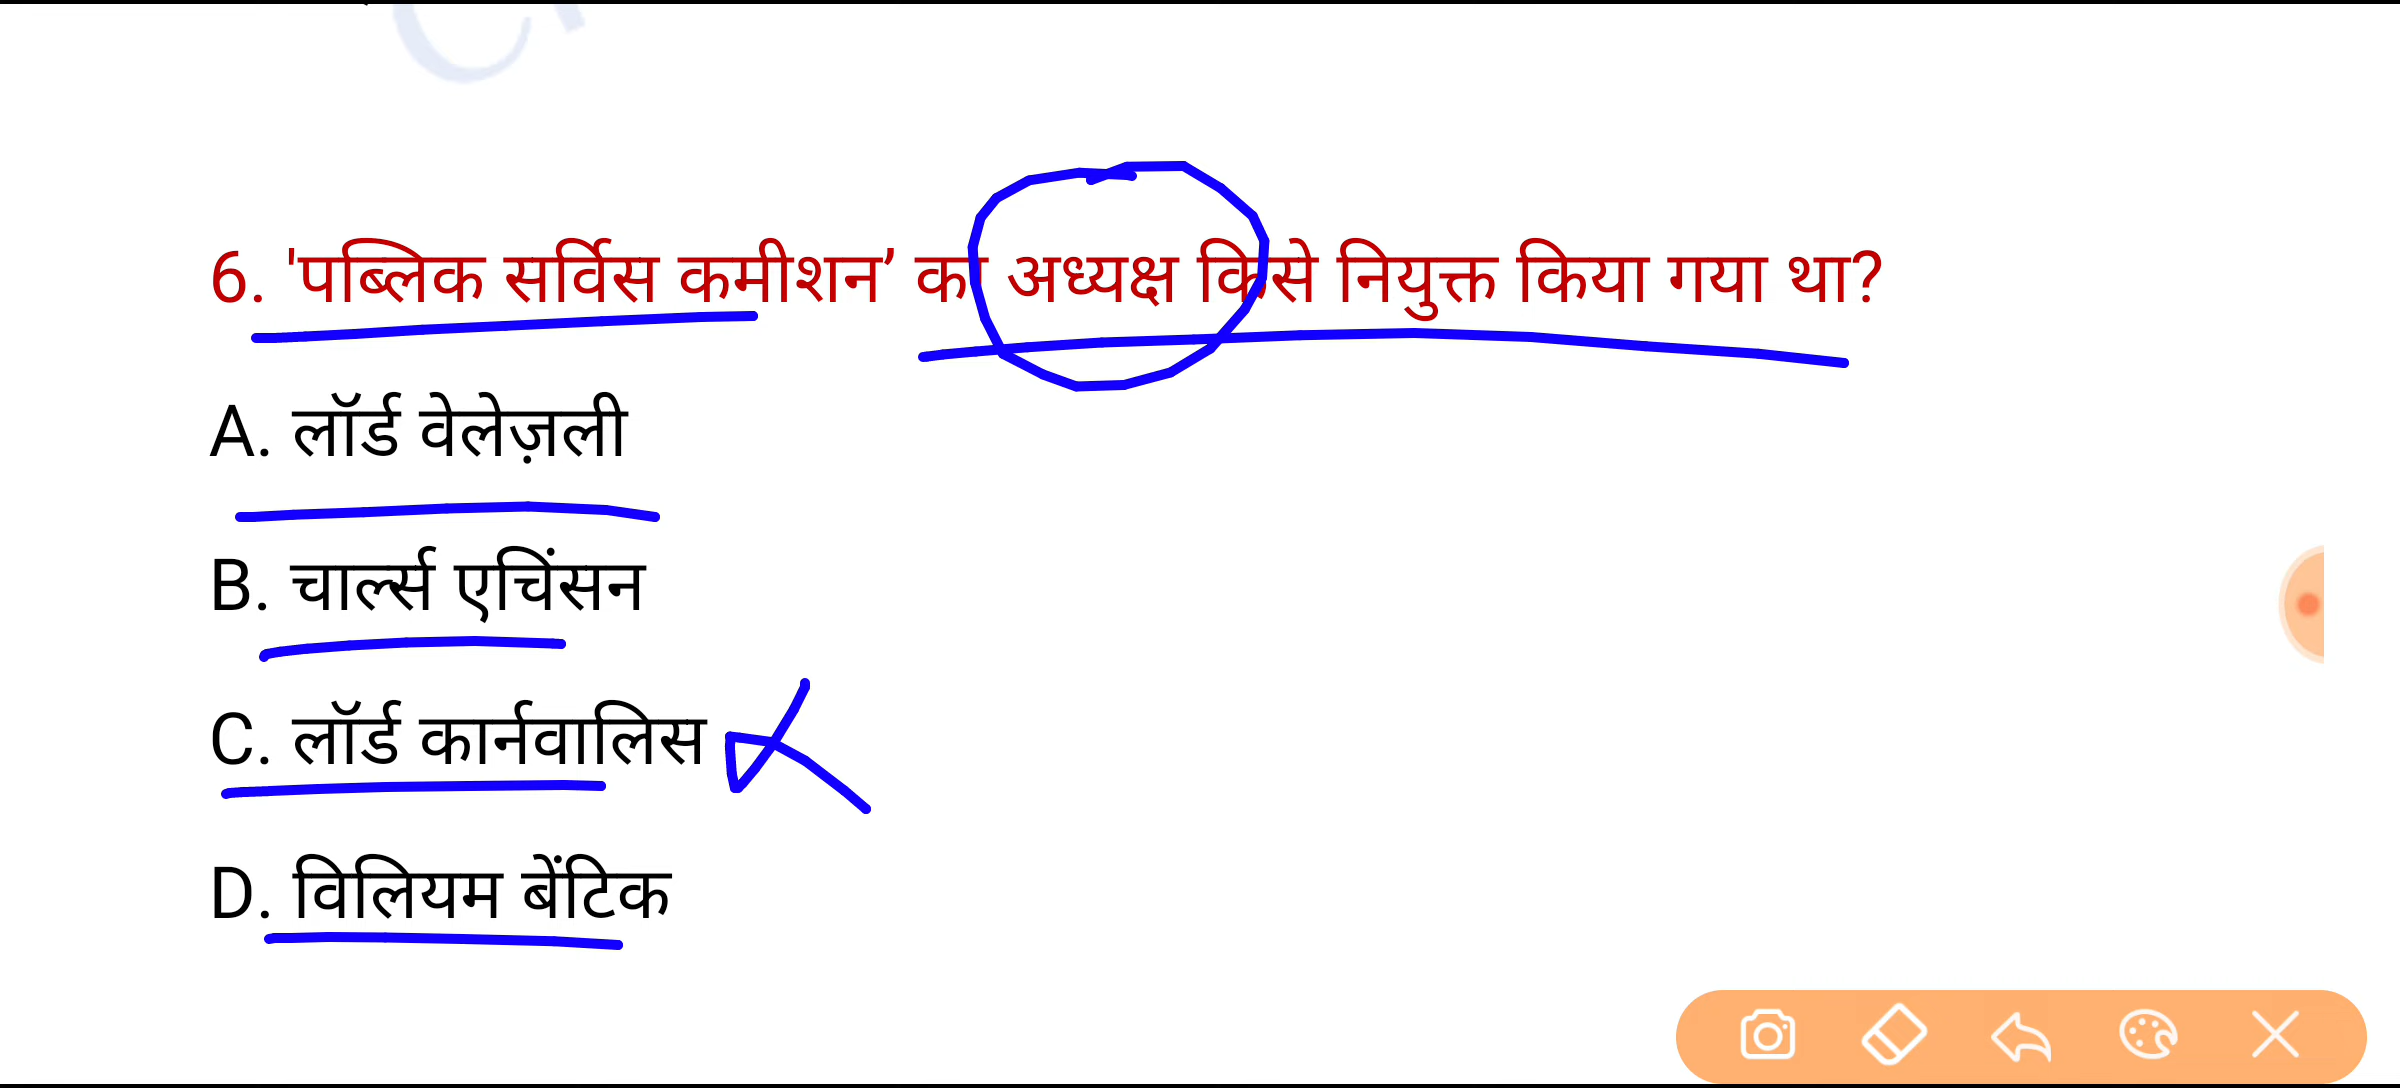 6. 'पब्लिक सर्विस कमीशन’ का अध्यक्ष किसे नियुक्त किया गया था?
A. लॉर्ड वेलेज़ली
B. चार्ल्स एचिंसन
C. लॉर्ड कार्नवालिस
D. विलियम बेंटिक